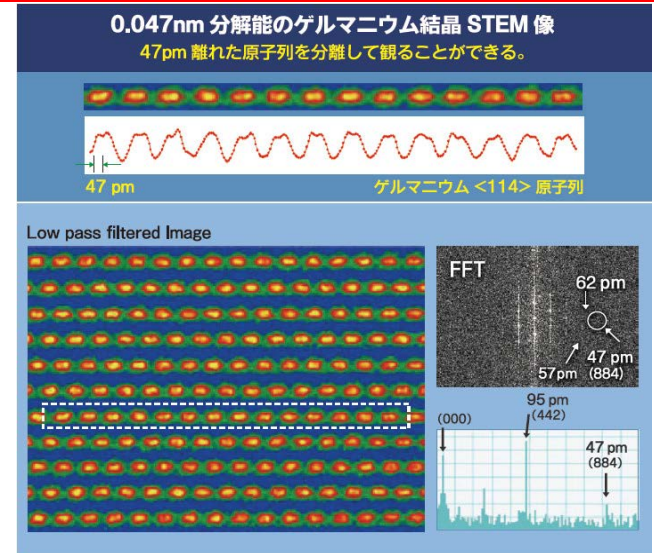 0.047nm 分解能のゲルマニウム結晶 STEM 像
47pm 離れた原子列を分離して観ることができる。
47 pm
ゲルマニウム <114> 原子列
Low pass filtered Image
FFT
62 pm
57pm
47 pm
(884)
95 pm
(442)
(000)
47 pm
(884)